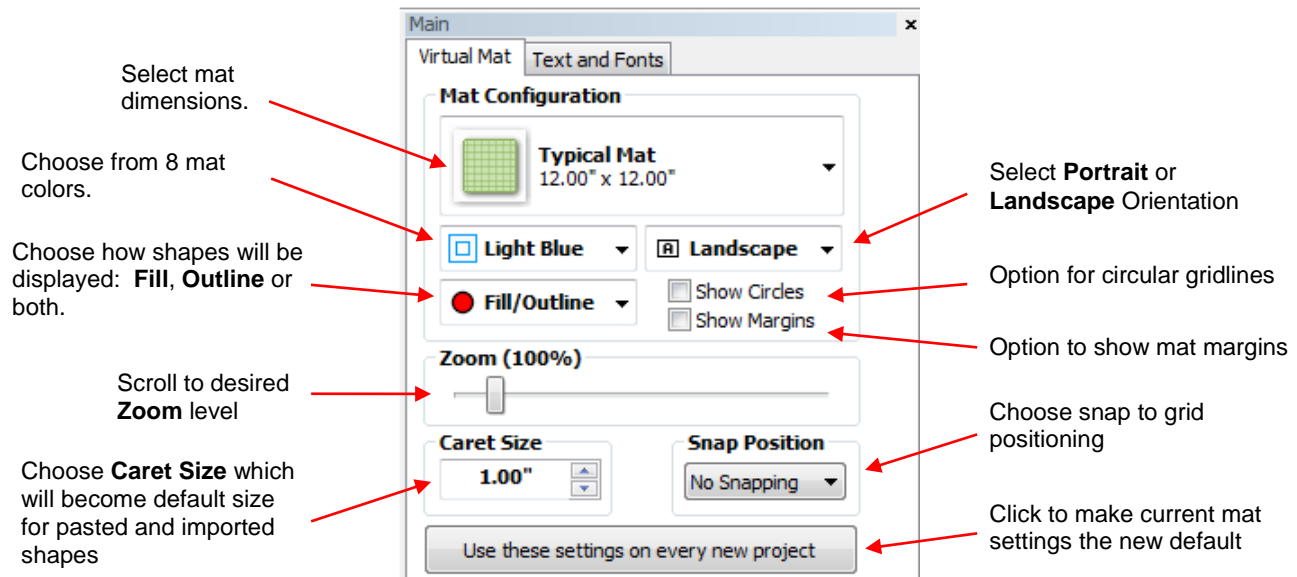 Main
Virtual Mat
Text and Fonts
Select mat
dimensions.
Mat Configuration
Typical Mat
12.00" x 12.00"
Choose from 8 mat
colors.
Select Portrait or
Landscape Orientation
Light Blue
A Landscape
Choose how shapes will be
displayed: Fill, Outline or
both.
Fill/Outline
Show Circles
Show Margins
Option for circular gridlines
Option to show mat margins
Zoom (100%)
Scroll to desired
Zoom level
Choose snap to grid
positioning
Caret Size
1.00"
Snap Position
No Snapping
Choose Caret Size which
will become default size
for pasted and imported
shapes
Click to make current mat
settings the new default
Use these settings on every new project